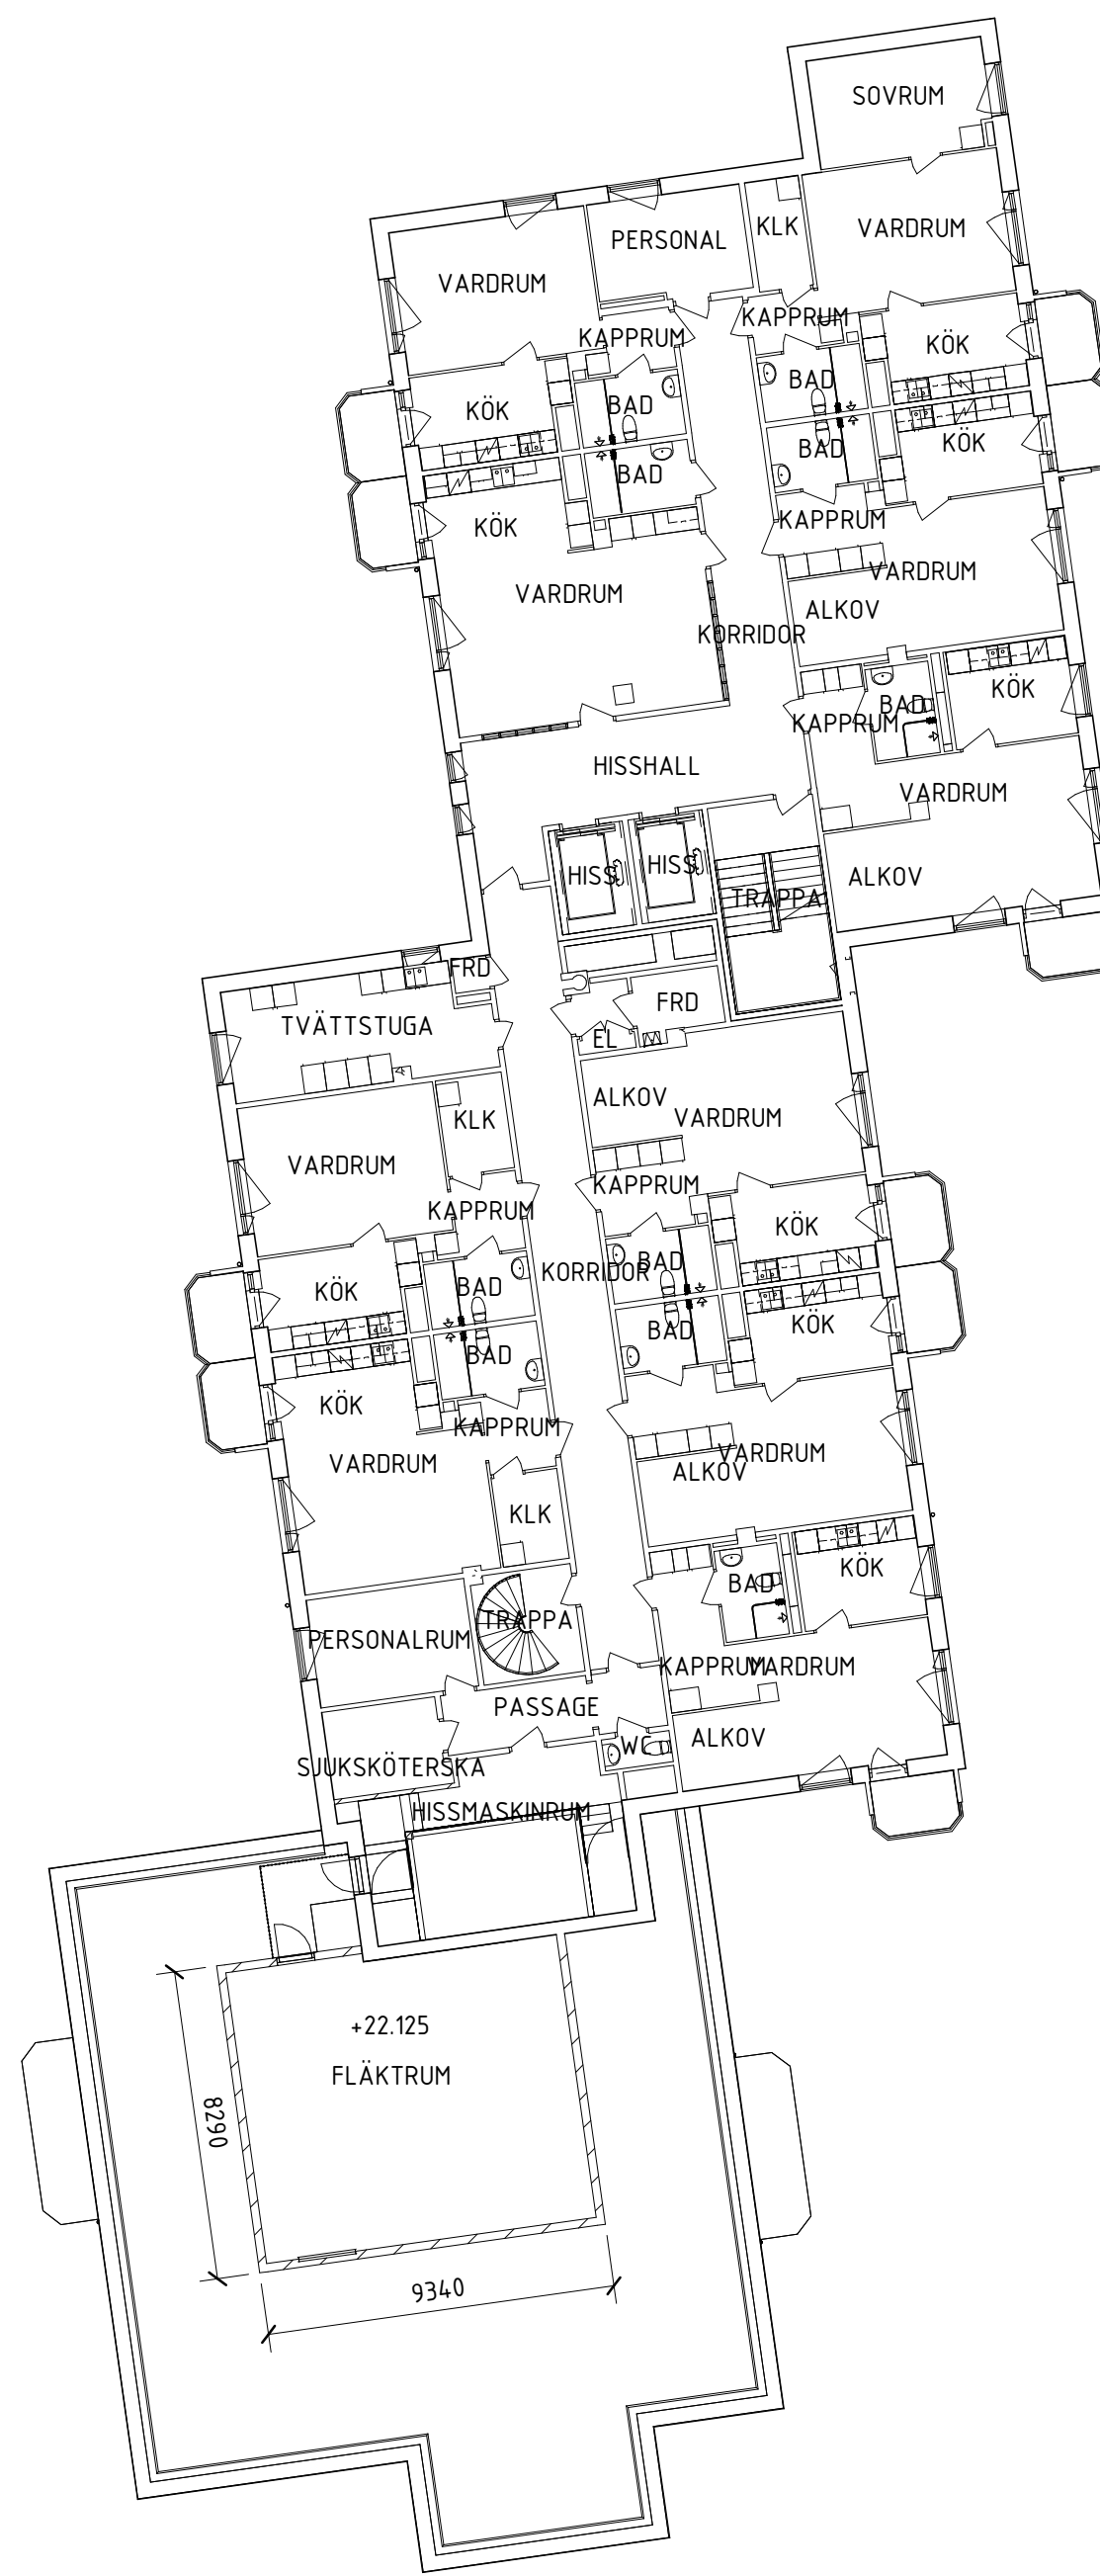 SOVRUM
KLK
VARDRUM
PERSONAL
VARDRUM
KAPPRUM
KAPPRUM
KÖK
BAD
BAD
KÖK
KÖK
BAD
BAD
KAPPRUM
KÖK
VARDRUM
VARDRUM
ALKOV
KORRIDOR
KÖK
BAD
KAPPRUM
HISSHALL
VARDRUM
HISS
HISS
ALKOV
TRAPPA
FRD
FRD
TVÄTTSTUGA
EL
ALKOV
KLK
VARDRUM
VARDRUM
KAPPRUM
KAPPRUM
KÖK
BAD
KORRIDOR
BAD
KÖK
KÖK
BAD
BAD
KÖK
KAPPRUM
VARDRUM
VARDRUM
ALKOV
KLK
KÖK
BAD
TRAPPA
PERSONALRUM
KAPPRUM
VARDRUM
PASSAGE
ALKOV
WC
SJUKSKÖTERSKA
HISSMASKINRUM
+22.125
FLÄKTRUM
8290
9340